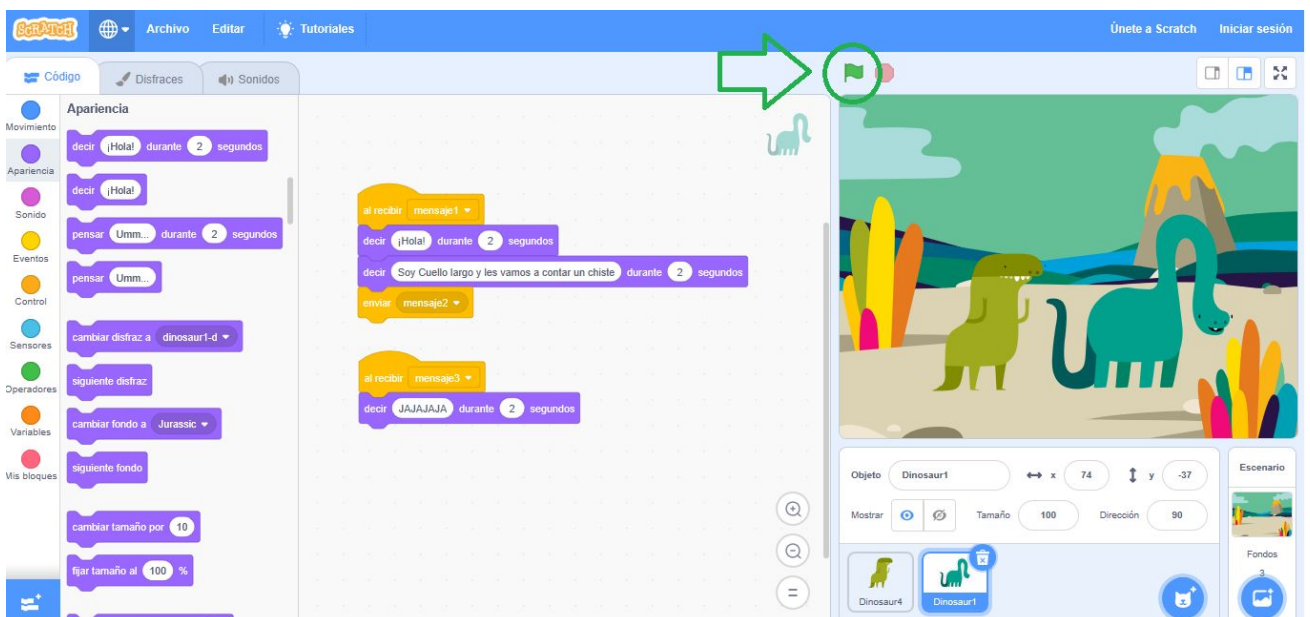 SCRATCH Archivo Editar Tutoriales Únete a Scratch Iniciar sesión
Código Disfraces Sonidos
Movimiento
Apariencia
Sonido
Eventos
Control
Sensores
Operadores
Variables
Mis bloques
Apariencia
decir ¡Hola! durante 2 segundos
decir ¡Hola!
pensar Umm... durante 2 segundos
pensar Umm...
cambiar disfraz a dinosaur1-d
siguiente disfraz
cambiar fondo a Jurassic
siguiente fondo
cambiar tamaño por 10
fijar tamaño al 100 %
al recibir mensaje1
decir ¡Hola! durante 2 segundos
decir Soy Cuello largo y les vamos a contar un chiste durante 2 segundos
enviar mensaje2
al recibir mensaje3
decir JAJAJAJA durante 2 segundos
Objeto Dinosaur1 x 74 y -37
Mostrar Tamaño 100 Dirección 90
Dinosaur4 Dinosaur1
Escenario
Fondos
3